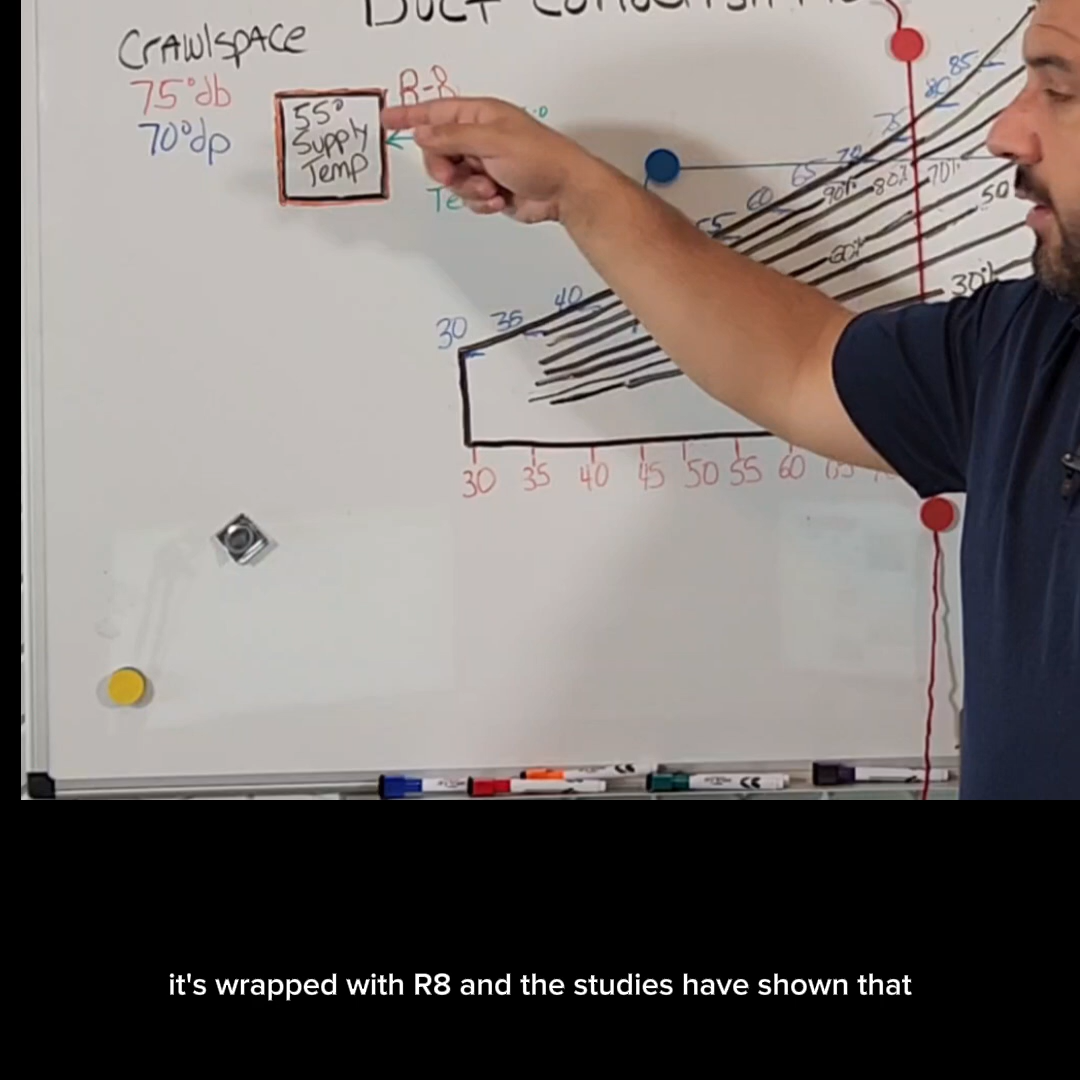 Crawlspace
75°db
70°dp
R-8
55°
Supply
Temp
85
80
75
70
65
60
55
90%
80%
70%
50
60%
30%
40
35
30
30 35 40 45 50 55 60
it's wrapped with R8 and the studies have shown that